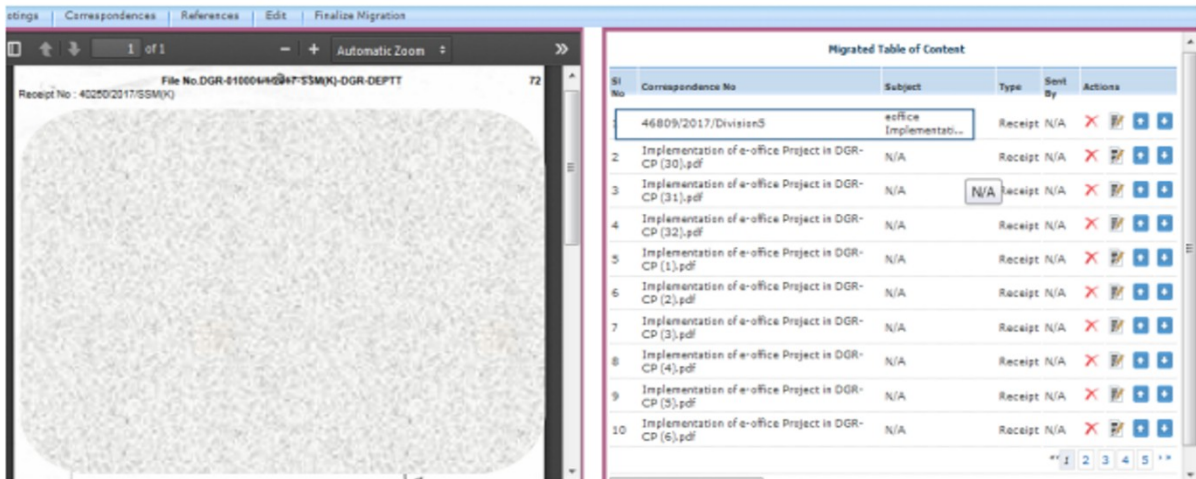 Correspondences References Edit Finalize Migration
1 of 1 Automatic Zoom
72
Receipt No : 40250/2017/SSM(K)
Migrated Table of Content
Sl No Correspondence No Subject Type Sent By Actions
46809/2017/Division5 eoffice Implementati... Receipt N/A
2 Implementation of e-office Project in DGR-CP (30).pdf N/A Receipt N/A
3 Implementation of e-office Project in DGR-CP (31).pdf N/A N/A Receipt N/A
4 Implementation of e-office Project in DGR-CP (32).pdf N/A Receipt N/A
5 Implementation of e-office Project in DGR-CP (1).pdf N/A Receipt N/A
6 Implementation of e-office Project in DGR-CP (2).pdf N/A Receipt N/A
7 Implementation of e-office Project in DGR-CP (3).pdf N/A Receipt N/A
8 Implementation of e-office Project in DGR-CP (4).pdf N/A Receipt N/A
9 Implementation of e-office Project in DGR-CP (5).pdf N/A Receipt N/A
10 Implementation of e-office Project in DGR-CP (6).pdf N/A Receipt N/A
1 2 3 4 5